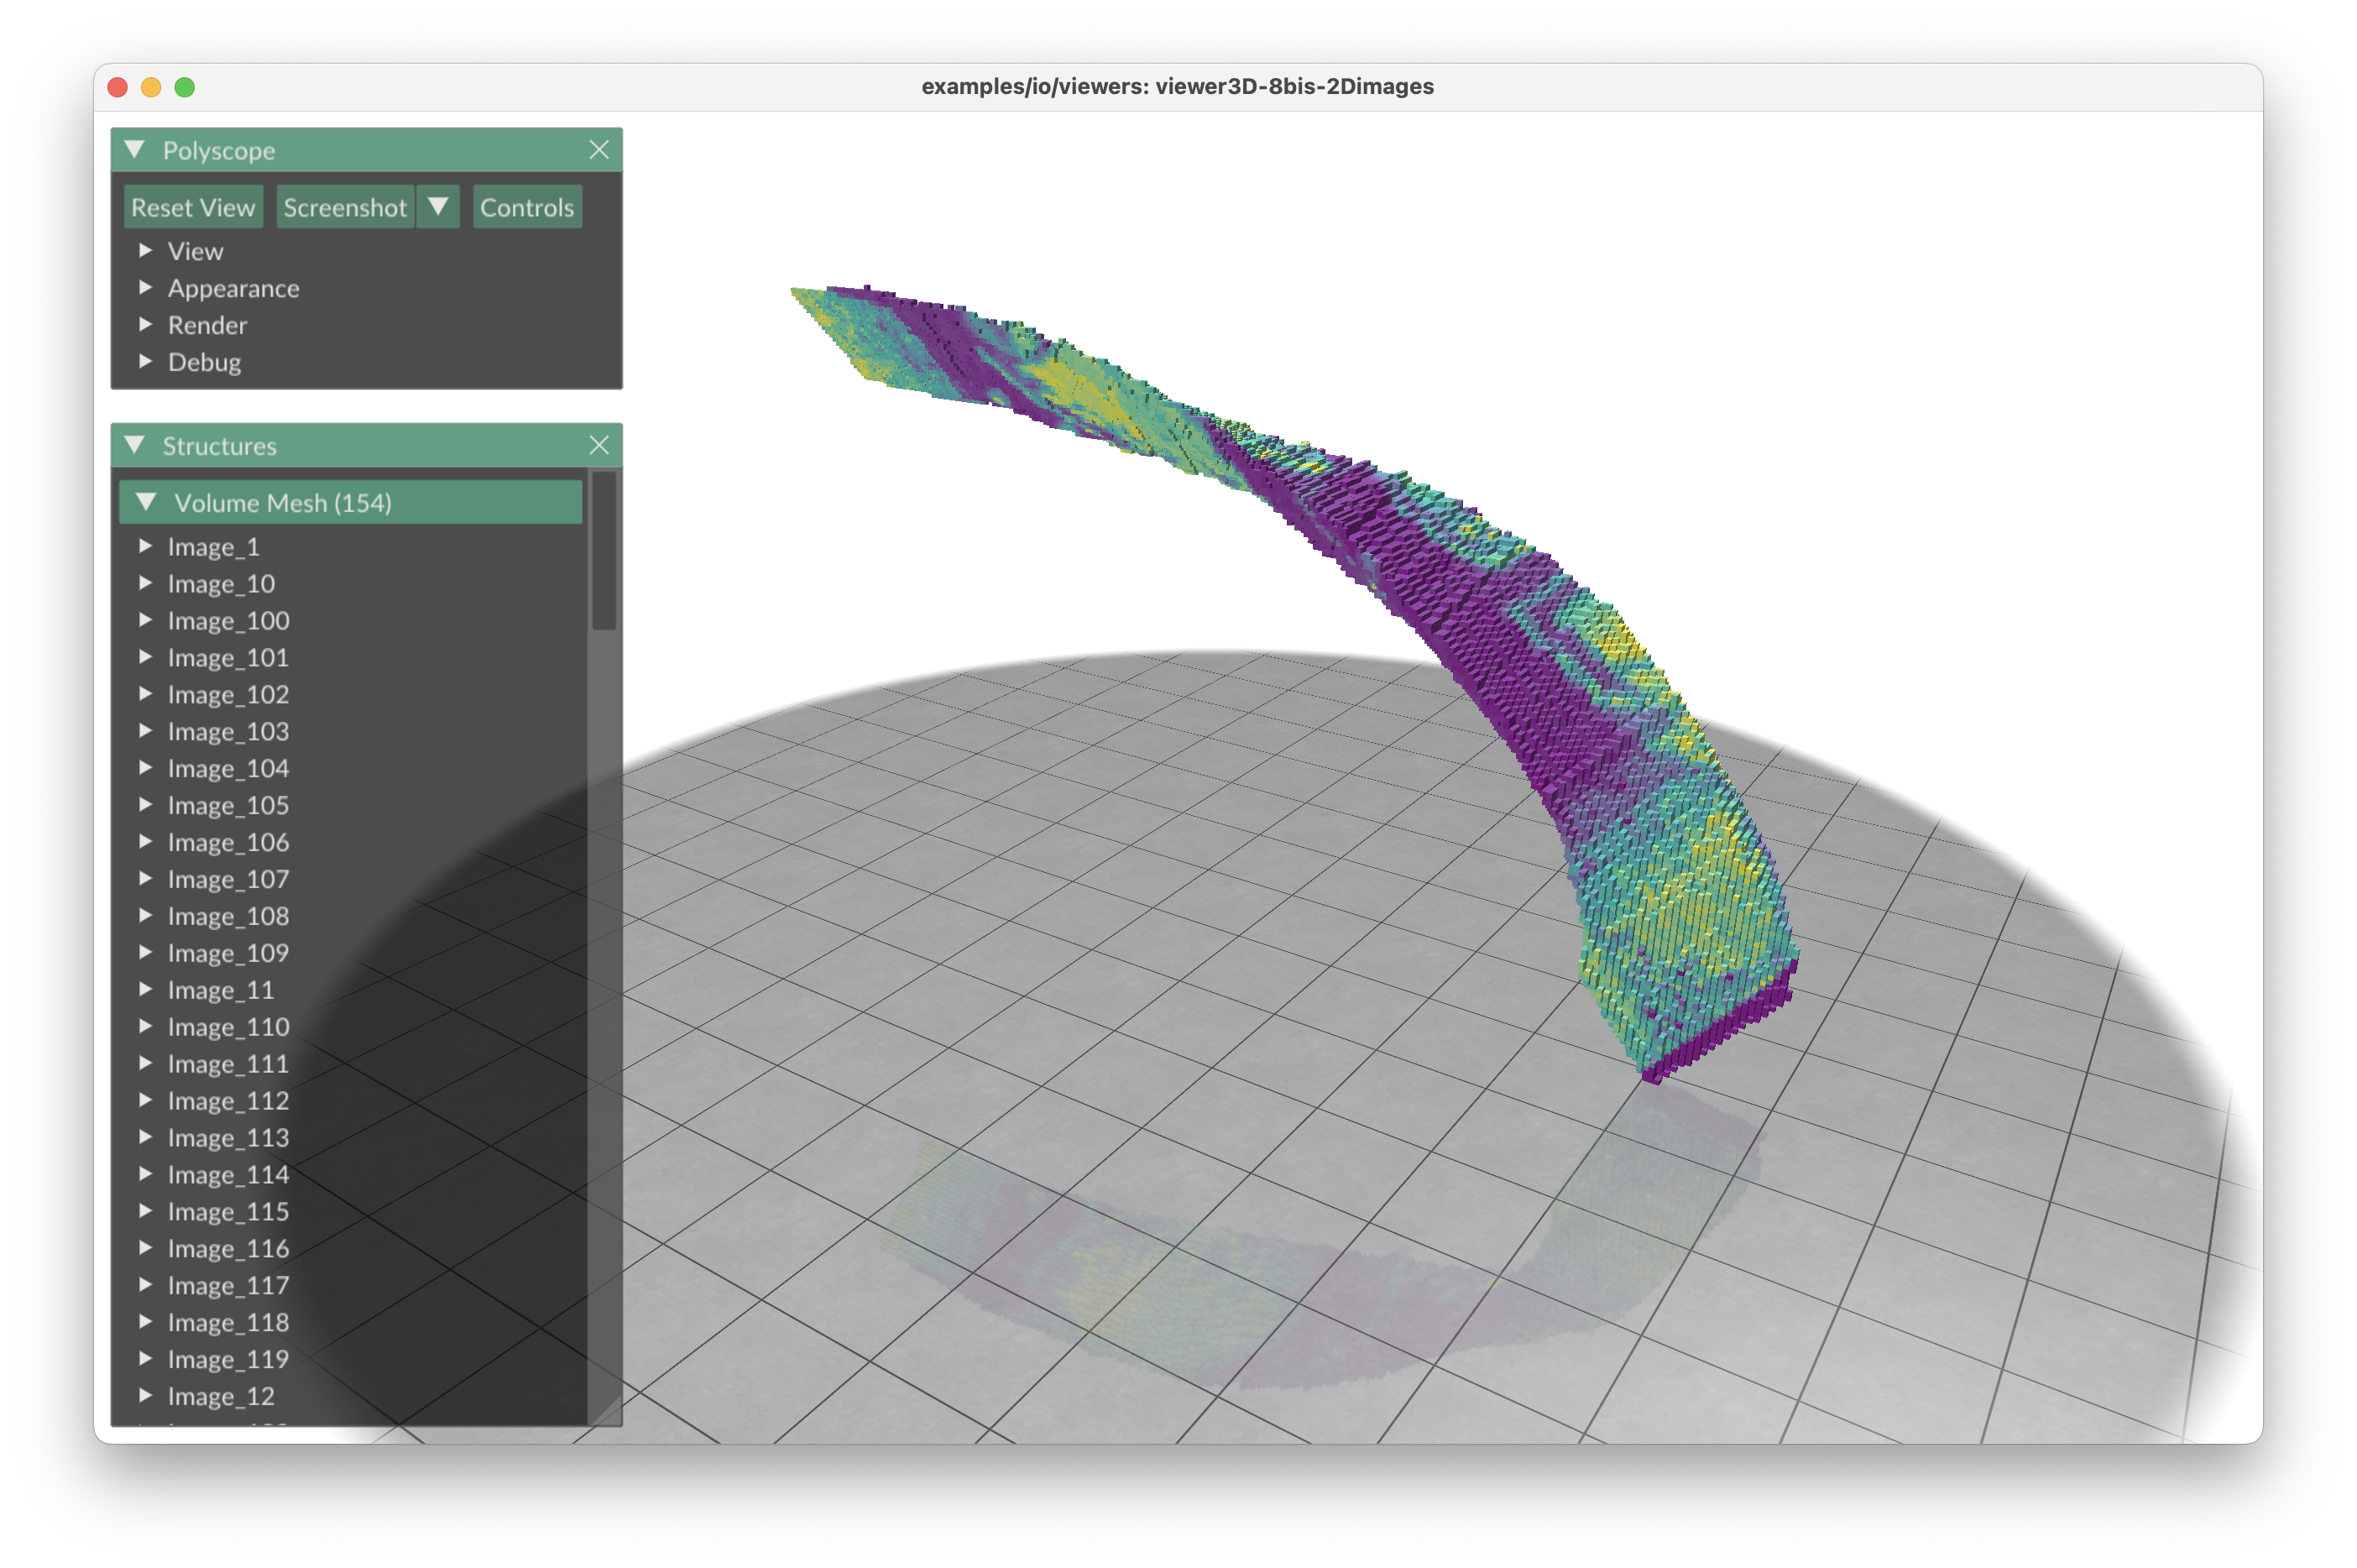 examples/io/viewers: viewer3D-8bis-2Dimages
Polyscope
Reset View Screenshot Controls
View
Appearance
Render
Debug
Structures
Volume Mesh (154)
Image_1
Image_10
Image_100
Image_101
Image_102
Image_103
Image_104
Image_105
Image_106
Image_107
Image_108
Image_109
Image_11
Image_110
Image_111
Image_112
Image_113
Image_114
Image_115
Image_116
Image_117
Image_118
Image_119
Image_12